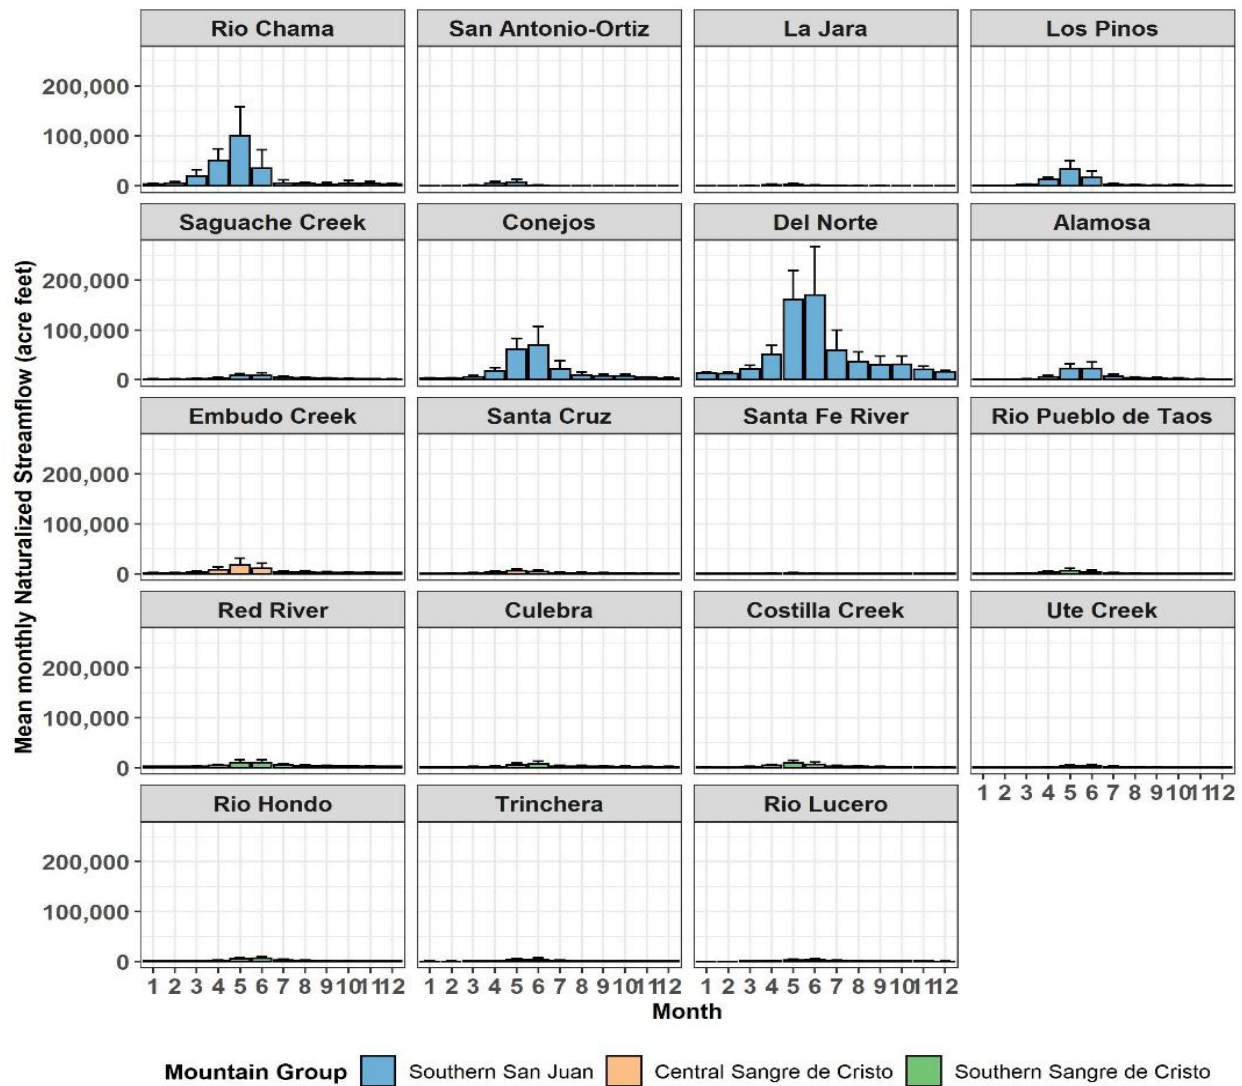 Rio Chama
San Antonio-Ortiz
La Jara
Los Pinos
200,000
100,000
0
Saguache Creek
Conejos
Del Norte
Alamosa
200,000
100,000
0
Embudo Creek
Santa Cruz
Santa Fe River
Rio Pueblo de Taos
200,000
100,000
0
Red River
Culebra
Costilla Creek
Ute Creek
200,000
100,000
0
1 2 3 4 5 6 7 8 9 10 11 12
Rio Hondo
Trinchera
Rio Lucero
200,000
100,000
0
1 2 3 4 5 6 7 8 9 10 11 12
1 2 3 4 5 6 7 8 9 10 11 12
1 2 3 4 5 6 7 8 9 10 11 12
Mean monthly Naturalized Streamflow (acre feet)
Month
Mountain Group Southern San Juan Central Sangre de Cristo Southern Sangre de Cristo